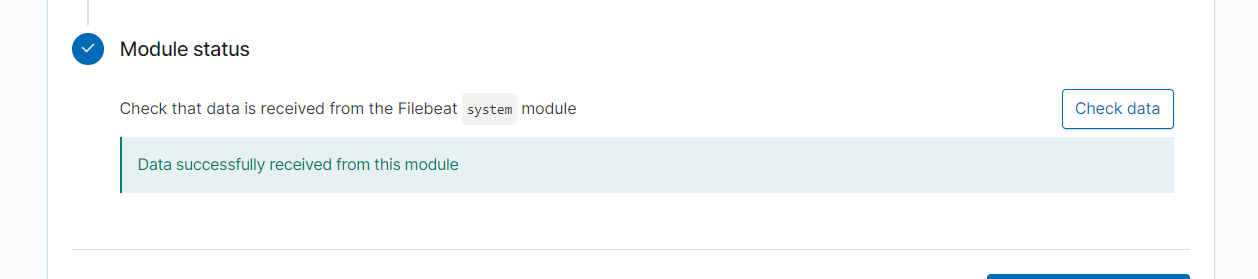 Module status
Check that data is received from the Filebeat system module
Check data
Data successfully received from this module